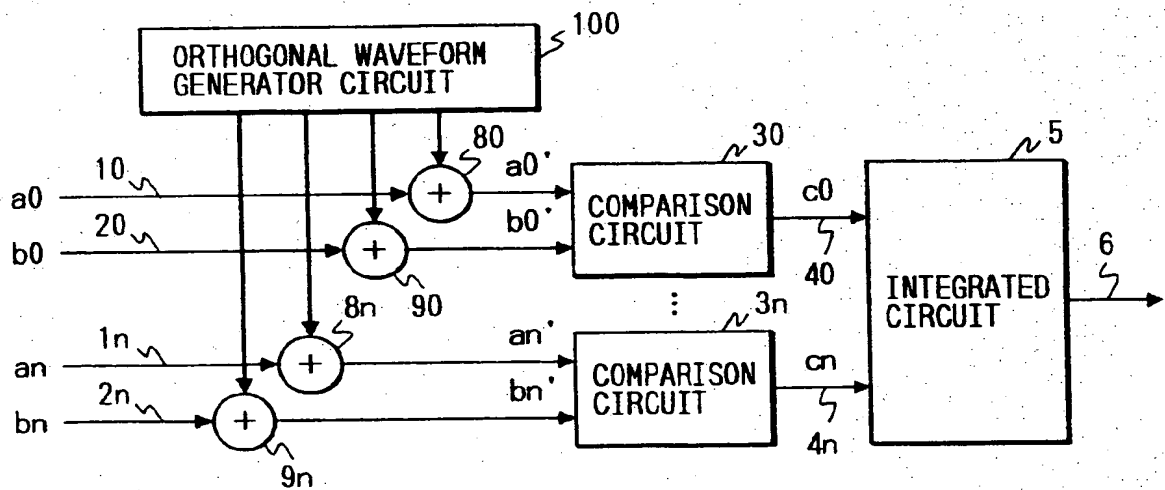 100
ORTHOGONAL WAVEFORM
GENERATOR CIRCUIT
80
30
5
10
a0
+
a0'
c0
COMPARISON
CIRCUIT
20
b0
+
b0'
40
6
90
INTEGRATED
CIRCUIT
8n
⋮
3n
1n
an
+
an'
cn
COMPARISON
CIRCUIT
2n
bn
+
bn'
4n
9n